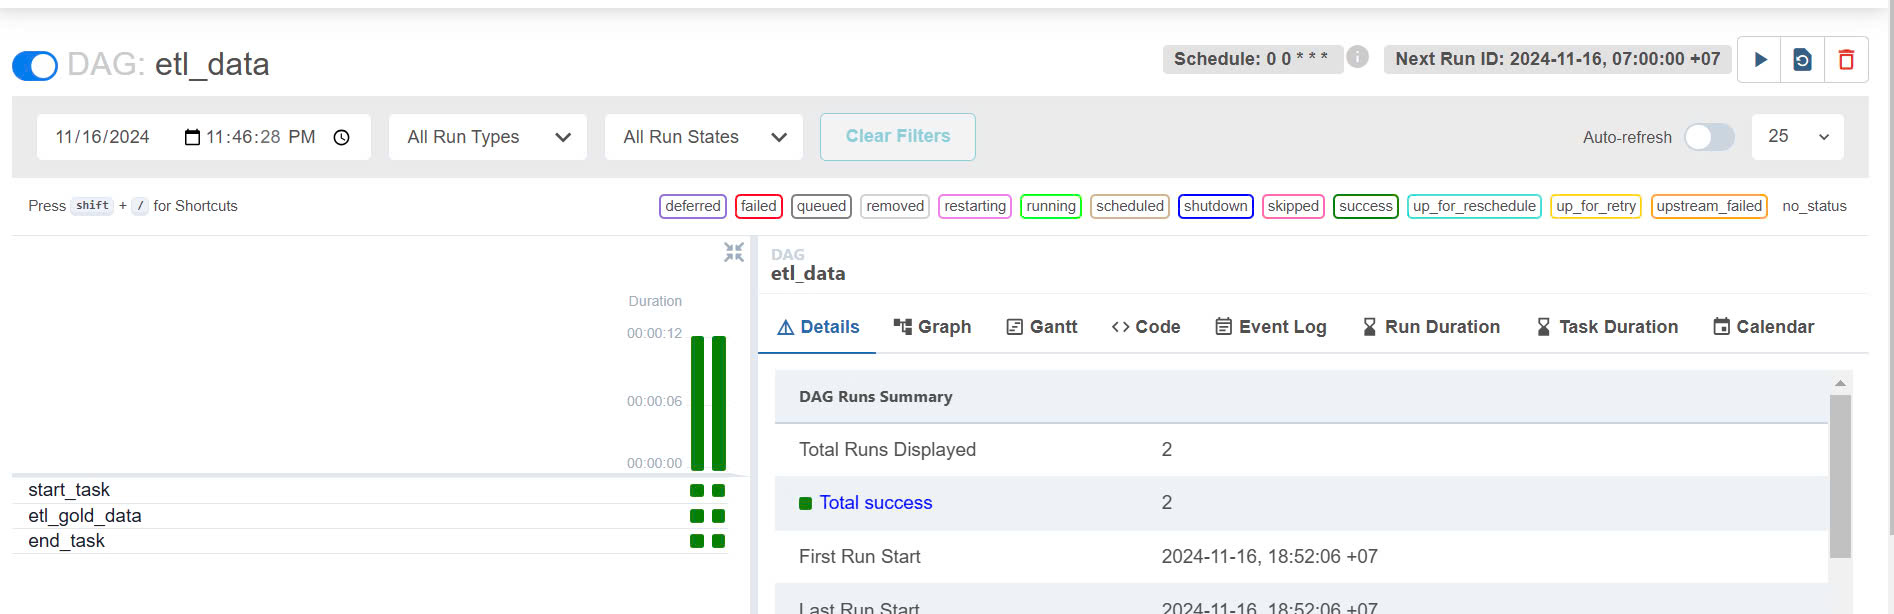 DAG: etl_data
Schedule: 0 0 * * *
Next Run ID: 2024-11-16, 07:00:00 +07
11/16/2024 11:46:28 PM
All Run Types
All Run States
Clear Filters
Auto-refresh
25
Press shift + / for Shortcuts
deferred failed queued removed restarting running scheduled shutdown skipped success up_for_reschedule up_for_retry upstream_failed no_status
Duration
00:00:12
00:00:06
00:00:00
start_task
etl_gold_data
end_task
DAG
etl_data
Details Graph Gantt Code Event Log Run Duration Task Duration Calendar
DAG Runs Summary
Total Runs Displayed 2
Total success 2
First Run Start 2024-11-16, 18:52:06 +07
Last Run Start 2024-11-16, 18:52:06 +07